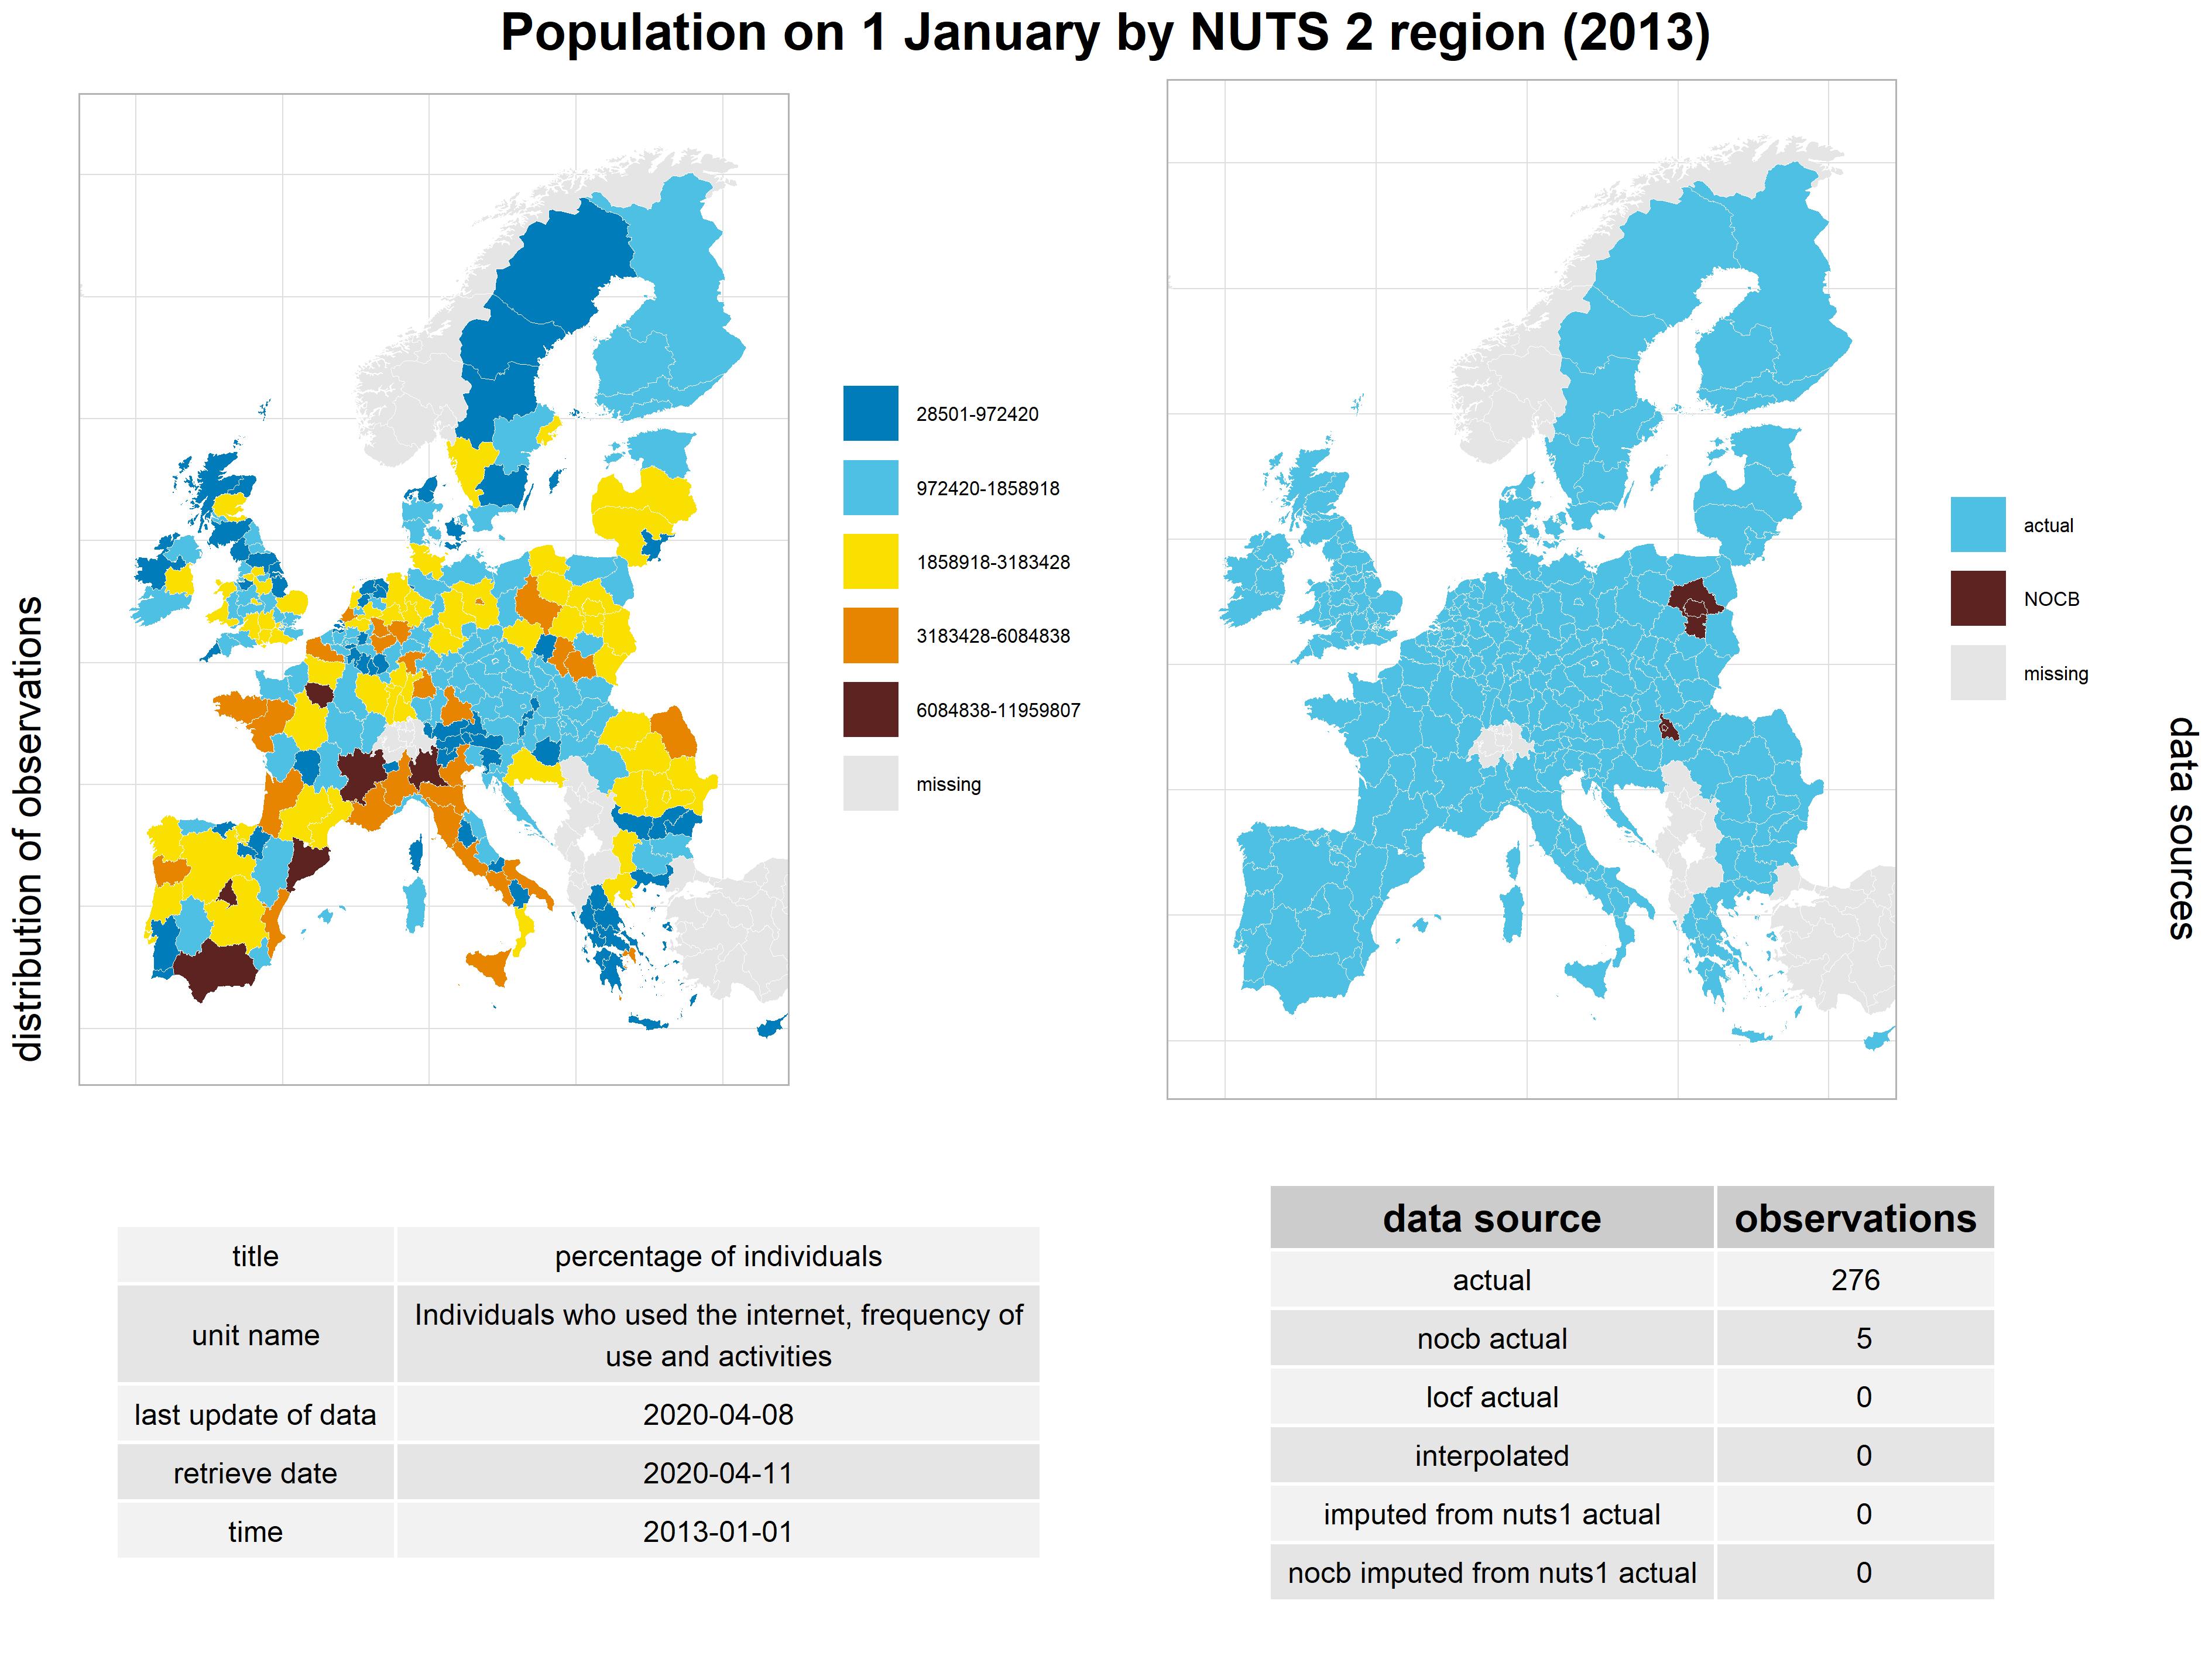 Population on 1 January by NUTS 2 region (2013)
distribution of observations
28501-972420
972420-1858918
1858918-3183428
3183428-6084838
6084838-11959807
missing
actual
NOCB
missing
data sources
title percentage of individuals
unit name Individuals who used the internet, frequency of
use and activities
last update of data 2020-04-08
retrieve date 2020-04-11
time 2013-01-01
data source observations
actual 276
nocb actual 5
locf actual 0
interpolated 0
imputed from nuts1 actual 0
nocb imputed from nuts1 actual 0